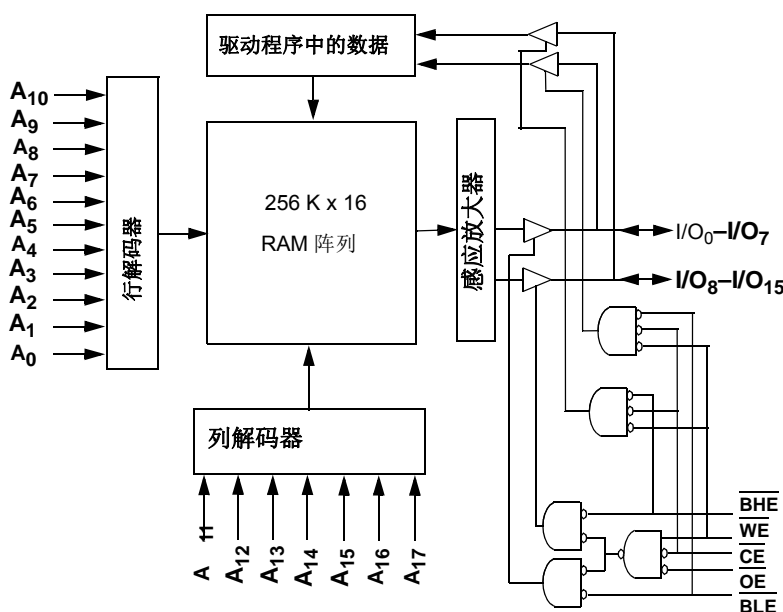 驱动程序中的数据
A10
A9
A8
A7
A6
A5
A4
A3
A2
A1
A0
行解码器
256 K x 16
RAM 阵列
感应放大器
I/O0–I/O7
I/O8–I/O15
列解码器
A 11
A12
A13
A14
A15
A16
A17
BHE
WE
CE
OE
BLE